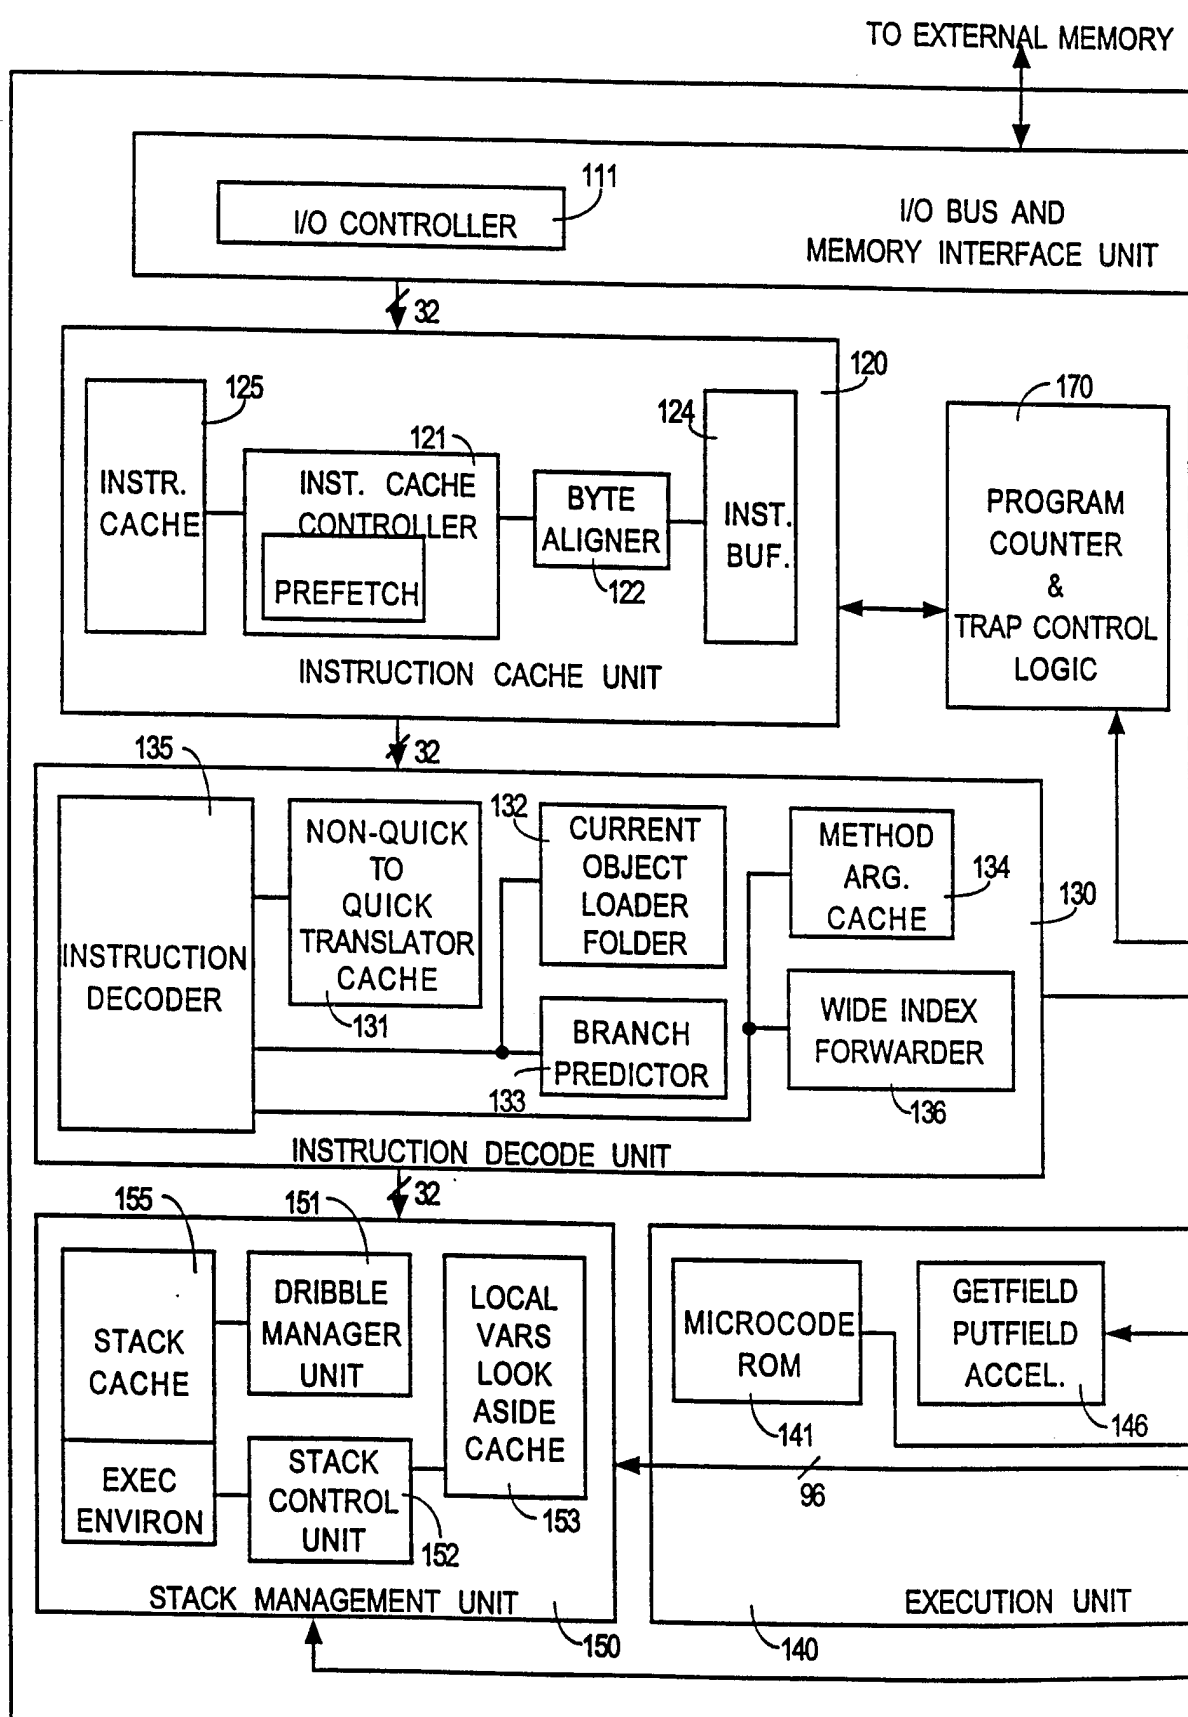 TO EXTERNAL MEMORY
111
I/O CONTROLLER
I/O BUS AND
MEMORY INTERFACE UNIT
32
120
125
INSTR.
CACHE
121
INST. CACHE
CONTROLLER
PREFETCH
BYTE
ALIGNER
122
124
INST.
BUF.
INSTRUCTION CACHE UNIT
170
PROGRAM
COUNTER
&
TRAP CONTROL
LOGIC
32
135
INSTRUCTION
DECODER
NON-QUICK
TO
QUICK
TRANSLATOR
CACHE
131
132
CURRENT
OBJECT
LOADER
FOLDER
BRANCH
PREDICTOR
133
METHOD
ARG.
CACHE
134
130
WIDE INDEX
FORWARDER
136
INSTRUCTION DECODE UNIT
32
155
STACK
CACHE
EXEC
ENVIRON
151
DRIBBLE
MANAGER
UNIT
STACK
CONTROL
UNIT
152
LOCAL
VARS
LOOK
ASIDE
CACHE
153
STACK MANAGEMENT UNIT
150
MICROCODE
ROM
141
GETFIELD
PUTFIELD
ACCEL.
146
96
EXECUTION UNIT
140